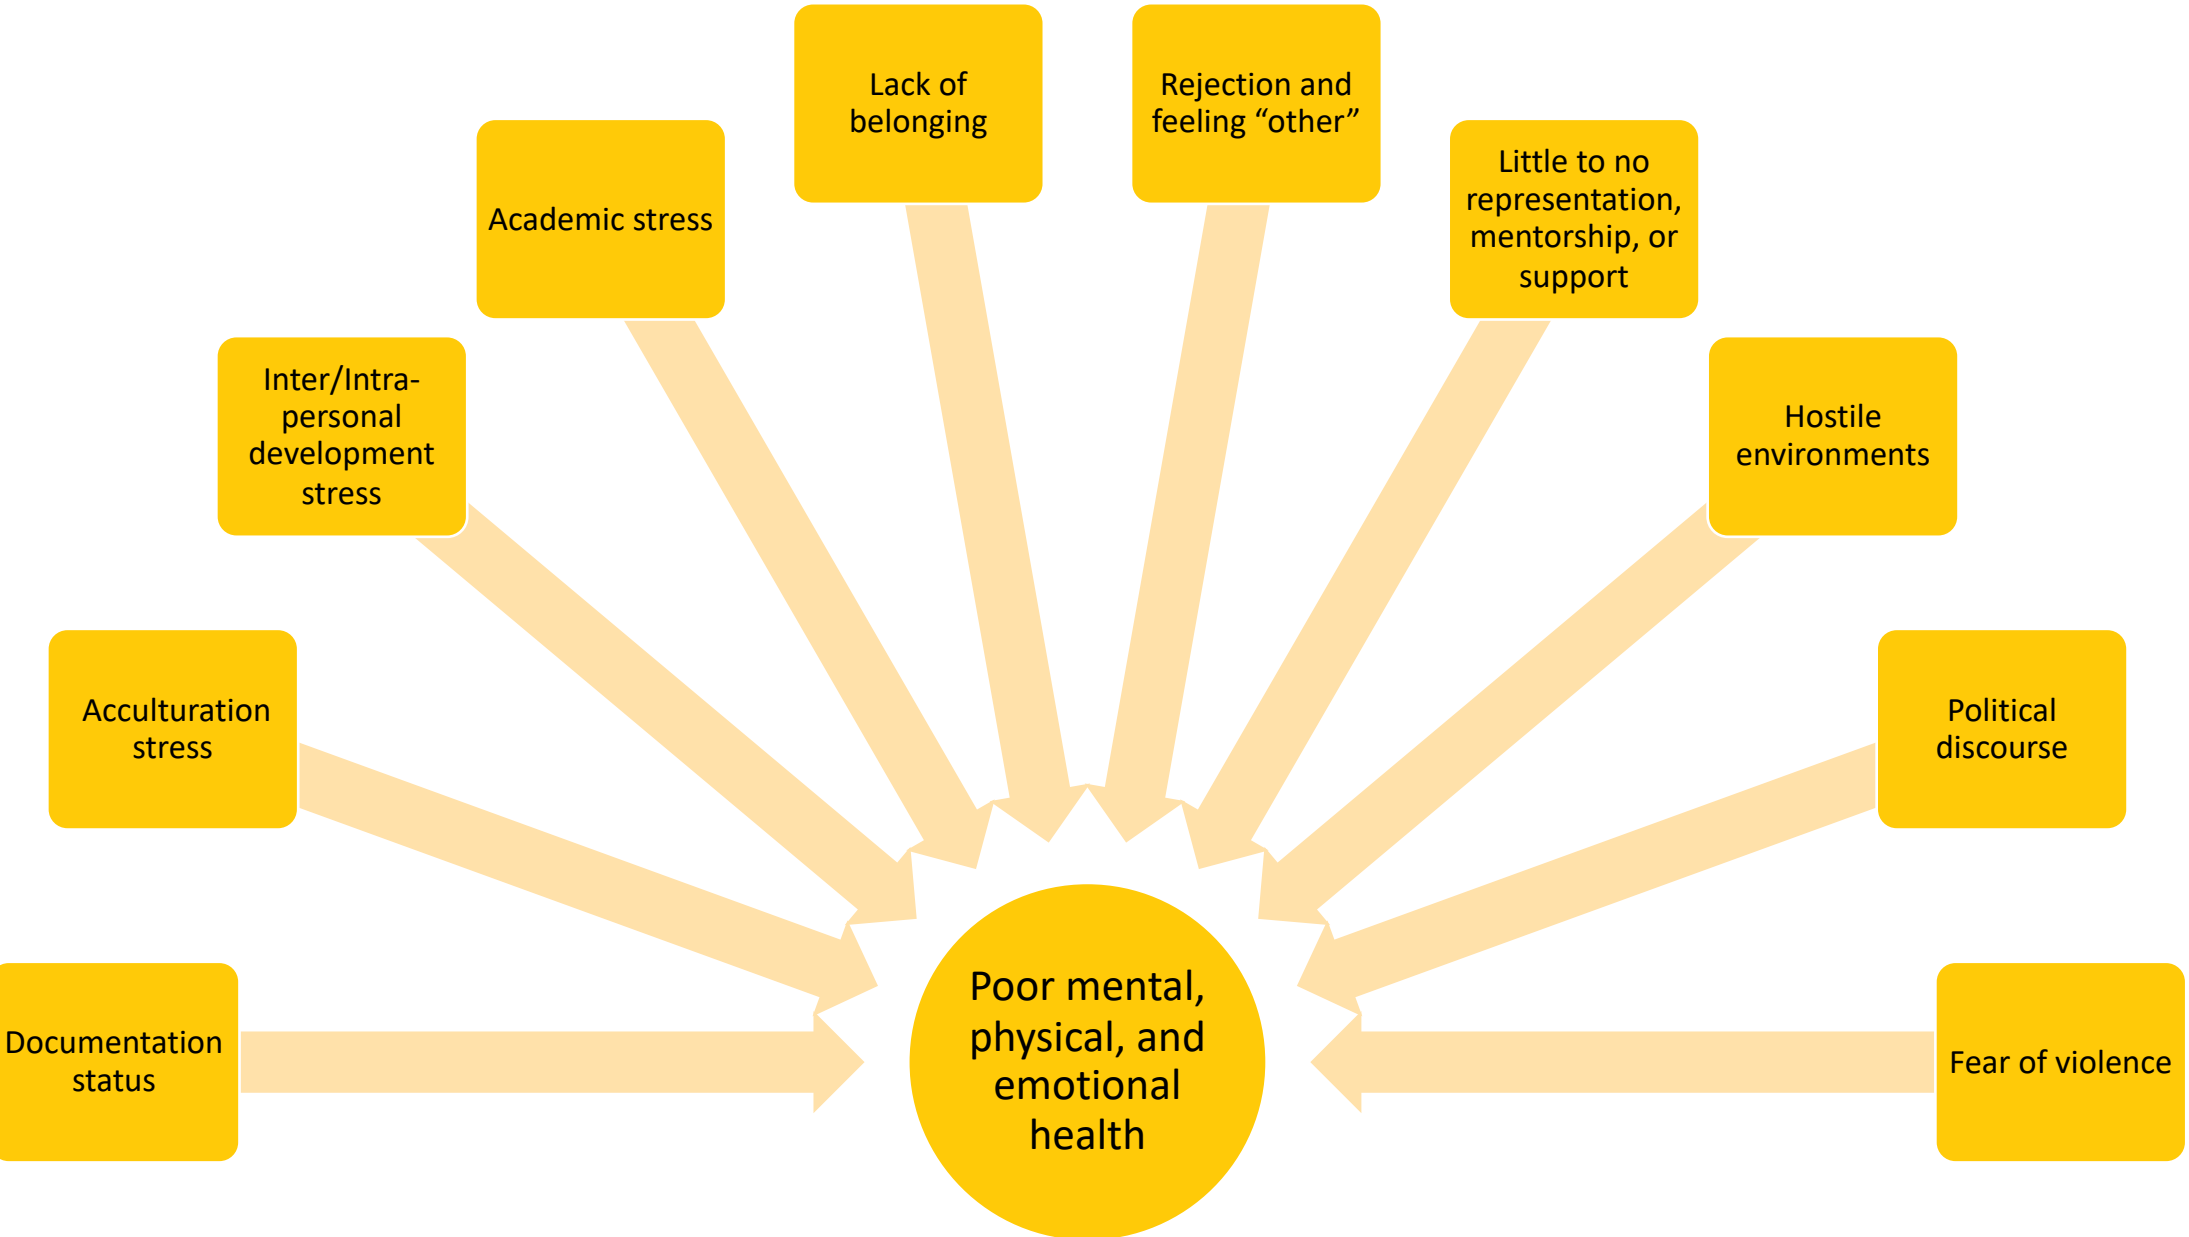 Lack of
belonging
Rejection and
feeling “other”
Academic stress
Little to no
representation,
mentorship, or
support
Inter/Intra-
personal
development
stress
Hostile
environments
Acculturation
stress
Political
discourse
Documentation
status
Poor mental,
physical, and
emotional
health
Fear of violence